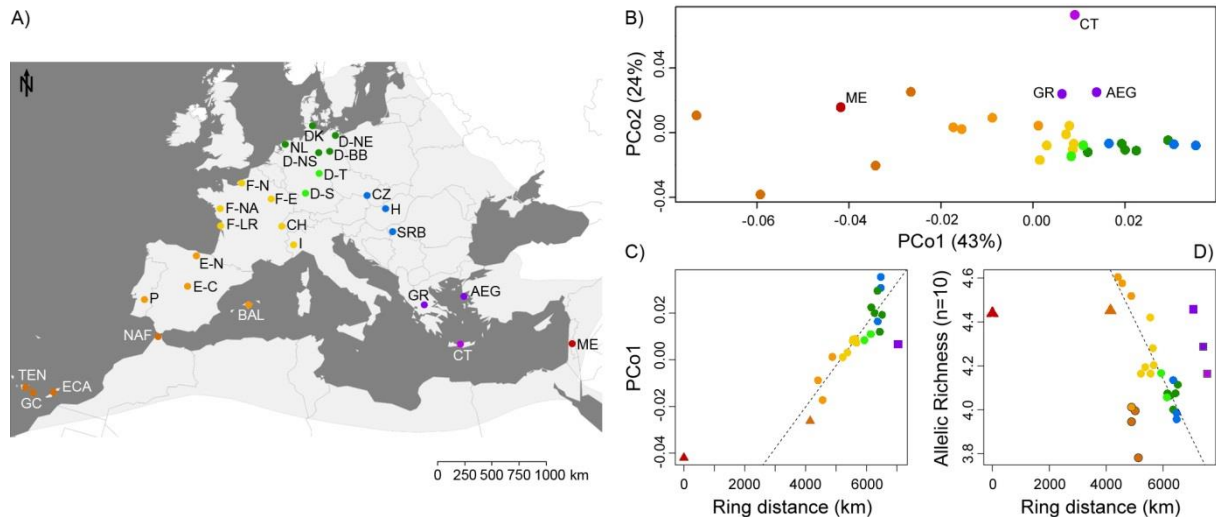 A)
N
DK
D-NE
NL
D-NS
D-BB
D-T
F-N
F-E
D-S
CZ
F-NA
H
F-LR
CH
SRB
I
E-N
E-C
P
BAL
GR
AEG
NAF
CT
ME
TEN
ECA
GC
0 250 500 750 1000 km
B)
PCo2 (24%)
0.04
0.00
-0.04
CT
ME
GR
AEG
-0.06 -0.04 -0.02 0.00 0.02
PCo1 (43%)
C)
PCo1
0.02
0.00
-0.02
-0.04
0 2000 4000 6000
Ring distance (km)
D)
Allelic Richness (n=10)
4.6
4.4
4.2
4.0
3.8
0 2000 4000 6000
Ring distance (km)